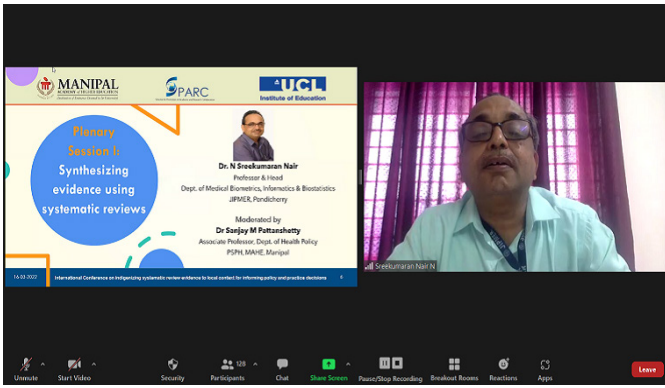 MANIPAL
ACADEMY of HIGHER EDUCATION
SPARC
UCL
Institute of Education
Plenary
Session I:
Synthesizing
evidence using
systematic reviews
Dr. N Sreekumaran Nair
Professor & Head
Dept. of Medical Biometrics, Informatics & Biostatistics
JIPMER, Pondicherry
Moderated by
Dr Sanjay M Pattanshetty
Associate Professor, Dept. of Health Policy
PSPH, MAHE, Manipal
16-03-2022
International Conference on Indigenizing systematic review evidence to local context for informing policy and practice decisions
Sreekumaran Nair N
Unmute
Start Video
Security
Participants
Chat
Share Screen
Pause/Stop Recording
Breakout Rooms
Reactions
Apps
Leave